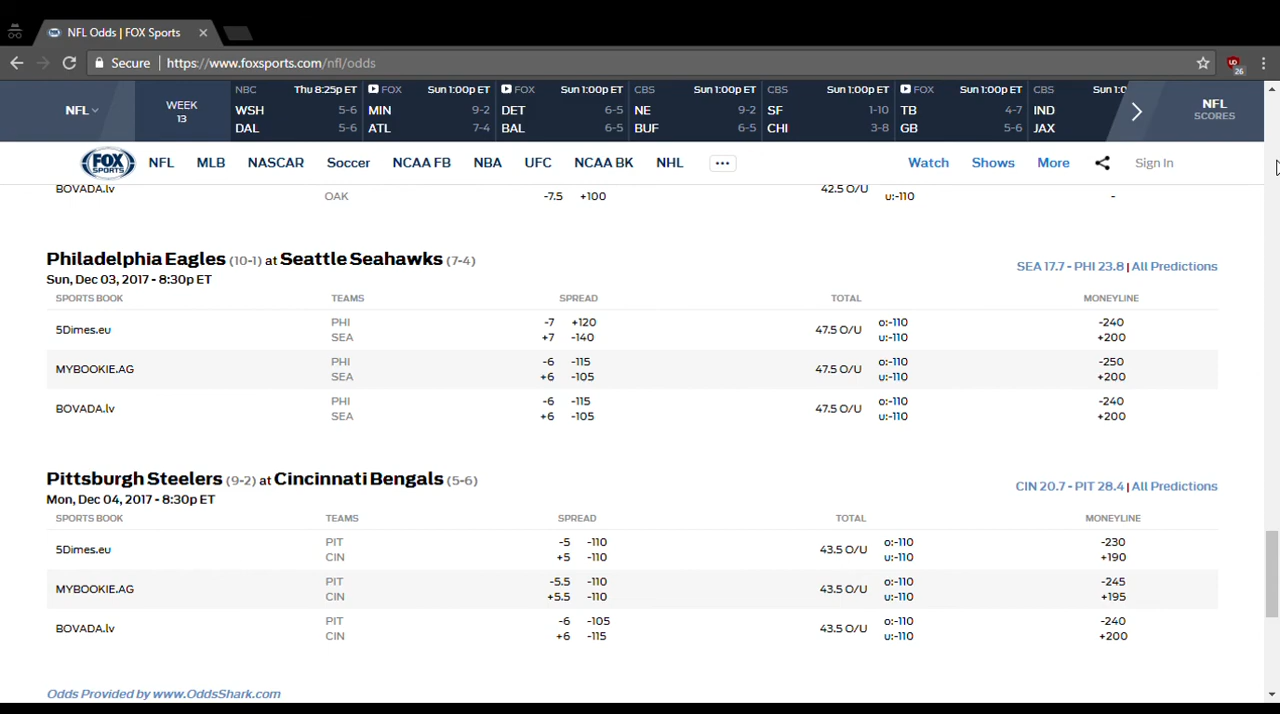 NFL Odds | FOX Sports
Secure https://www.foxsports.com/nfl/odds
26
NFL
WEEK 13
NBC Thu 8:25p ET
WSH 5-6
DAL 5-6
FOX Sun 1:00p ET
MIN 9-2
ATL 7-4
FOX Sun 1:00p ET
DET 6-5
BAL 6-5
CBS Sun 1:00p ET
NE 9-2
BUF 6-5
CBS Sun 1:00p ET
SF 1-10
CHI 3-8
FOX Sun 1:00p ET
TB 4-7
GB 5-6
CBS Sun 1:0
IND
JAX
NFL
SCORES
FOX SPORTS NFL MLB NASCAR Soccer NCAA FB NBA UFC NCAA BK NHL ... Watch Shows More Sign In
BOVADA.lv 42.5 O/U
OAK -7.5 +100 u:-110 -
Philadelphia Eagles (10-1) at Seattle Seahawks (7-4)
SEA 17.7 - PHI 23.8 | All Predictions
Sun, Dec 03, 2017 - 8:30p ET
SPORTS BOOK TEAMS SPREAD TOTAL MONEYLINE
PHI -7 +120 o:-110 -240
5Dimes.eu 47.5 O/U
SEA +7 -140 u:-110 +200
PHI -6 -115 o:-110 -250
MYBOOKIE.AG 47.5 O/U
SEA +6 -105 u:-110 +200
PHI -6 -115 o:-110 -240
BOVADA.lv 47.5 O/U
SEA +6 -105 u:-110 +200
Pittsburgh Steelers (9-2) at Cincinnati Bengals (5-6)
CIN 20.7 - PIT 28.4 | All Predictions
Mon, Dec 04, 2017 - 8:30p ET
SPORTS BOOK TEAMS SPREAD TOTAL MONEYLINE
PIT -5 -110 o:-110 -230
5Dimes.eu 43.5 O/U
CIN +5 -110 u:-110 +190
PIT -5.5 -110 o:-110 -245
MYBOOKIE.AG 43.5 O/U
CIN +5.5 -110 u:-110 +195
PIT -6 -105 o:-110 -240
BOVADA.lv 43.5 O/U
CIN +6 -115 u:-110 +200
Odds Provided by www.OddsShark.com